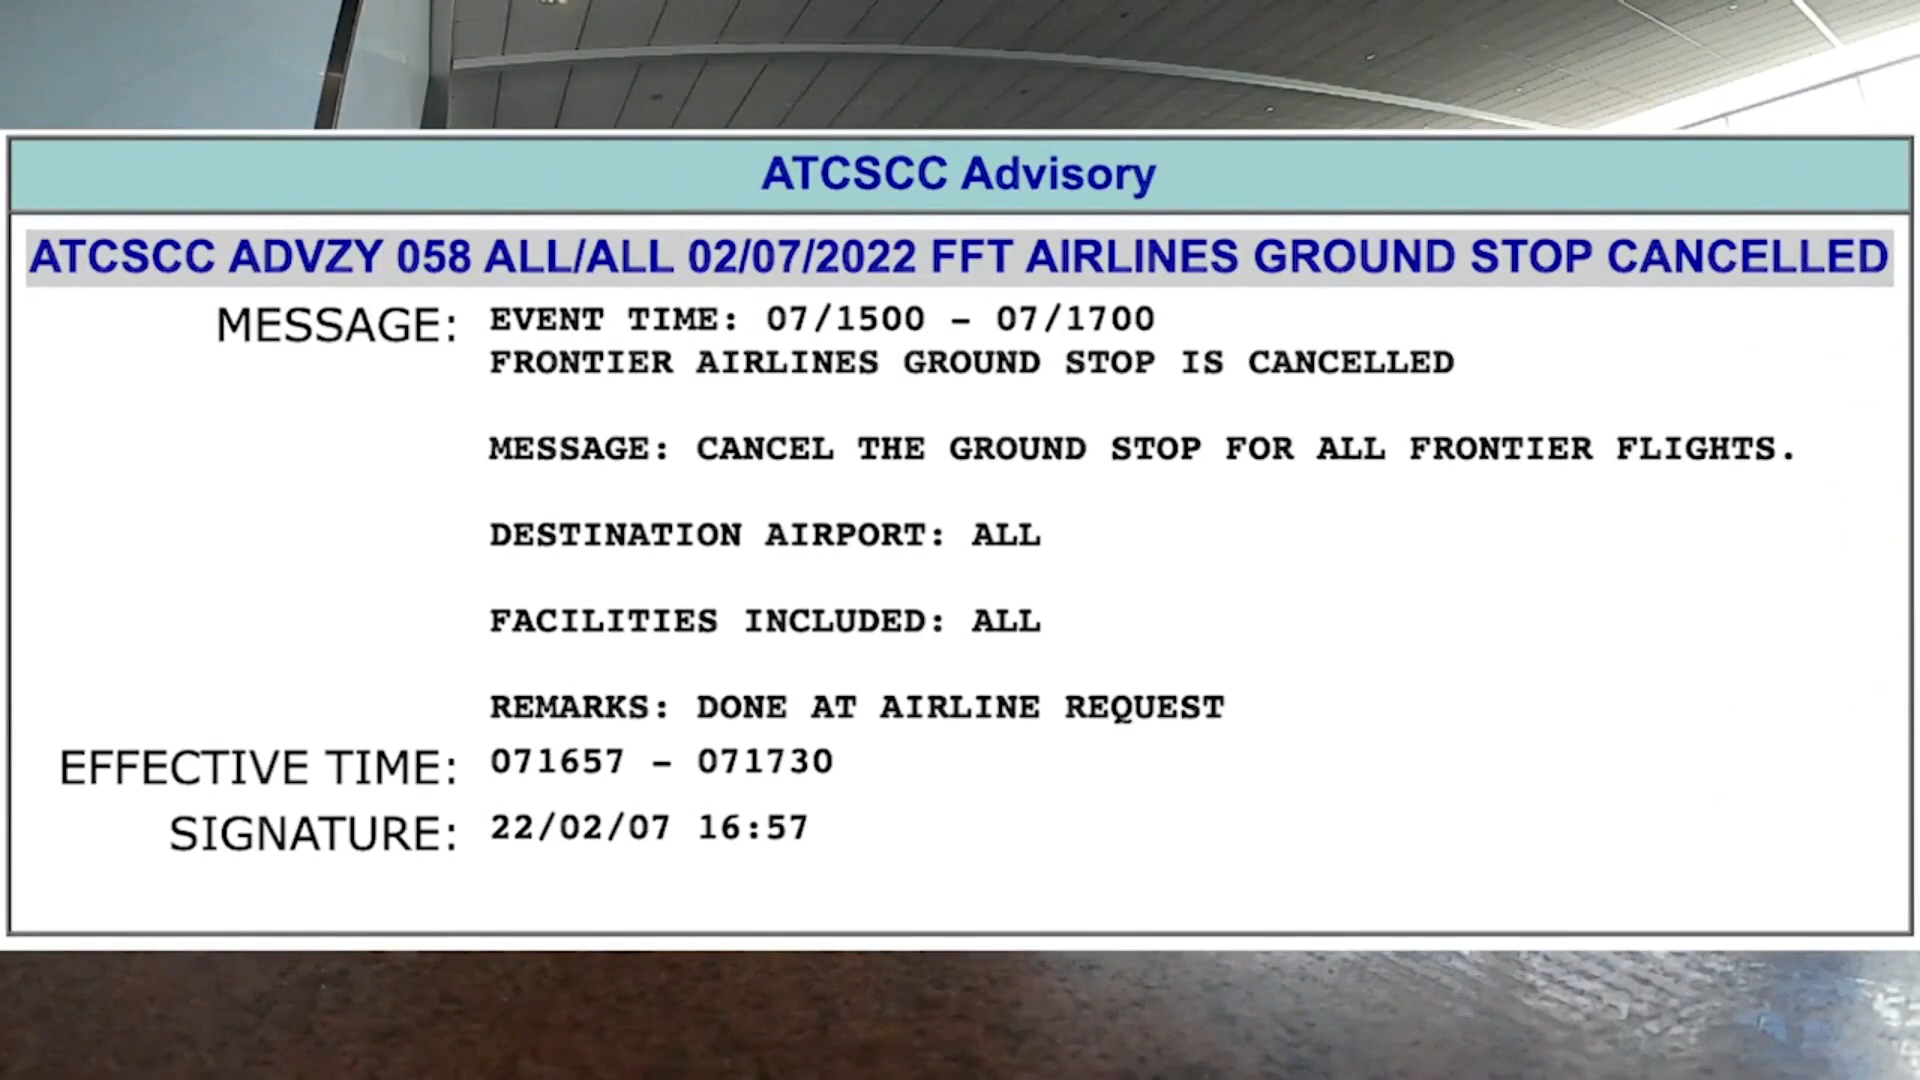 ATCSCC Advisory
ATCSCC ADVZY 058 ALL/ALL 02/07/2022 FFT AIRLINES GROUND STOP CANCELLED
MESSAGE: EVENT TIME: 07/1500 - 07/1700
FRONTIER AIRLINES GROUND STOP IS CANCELLED
MESSAGE: CANCEL THE GROUND STOP FOR ALL FRONTIER FLIGHTS.
DESTINATION AIRPORT: ALL
FACILITIES INCLUDED: ALL
REMARKS: DONE AT AIRLINE REQUEST
EFFECTIVE TIME: 071657 - 071730
SIGNATURE: 22/02/07 16:57